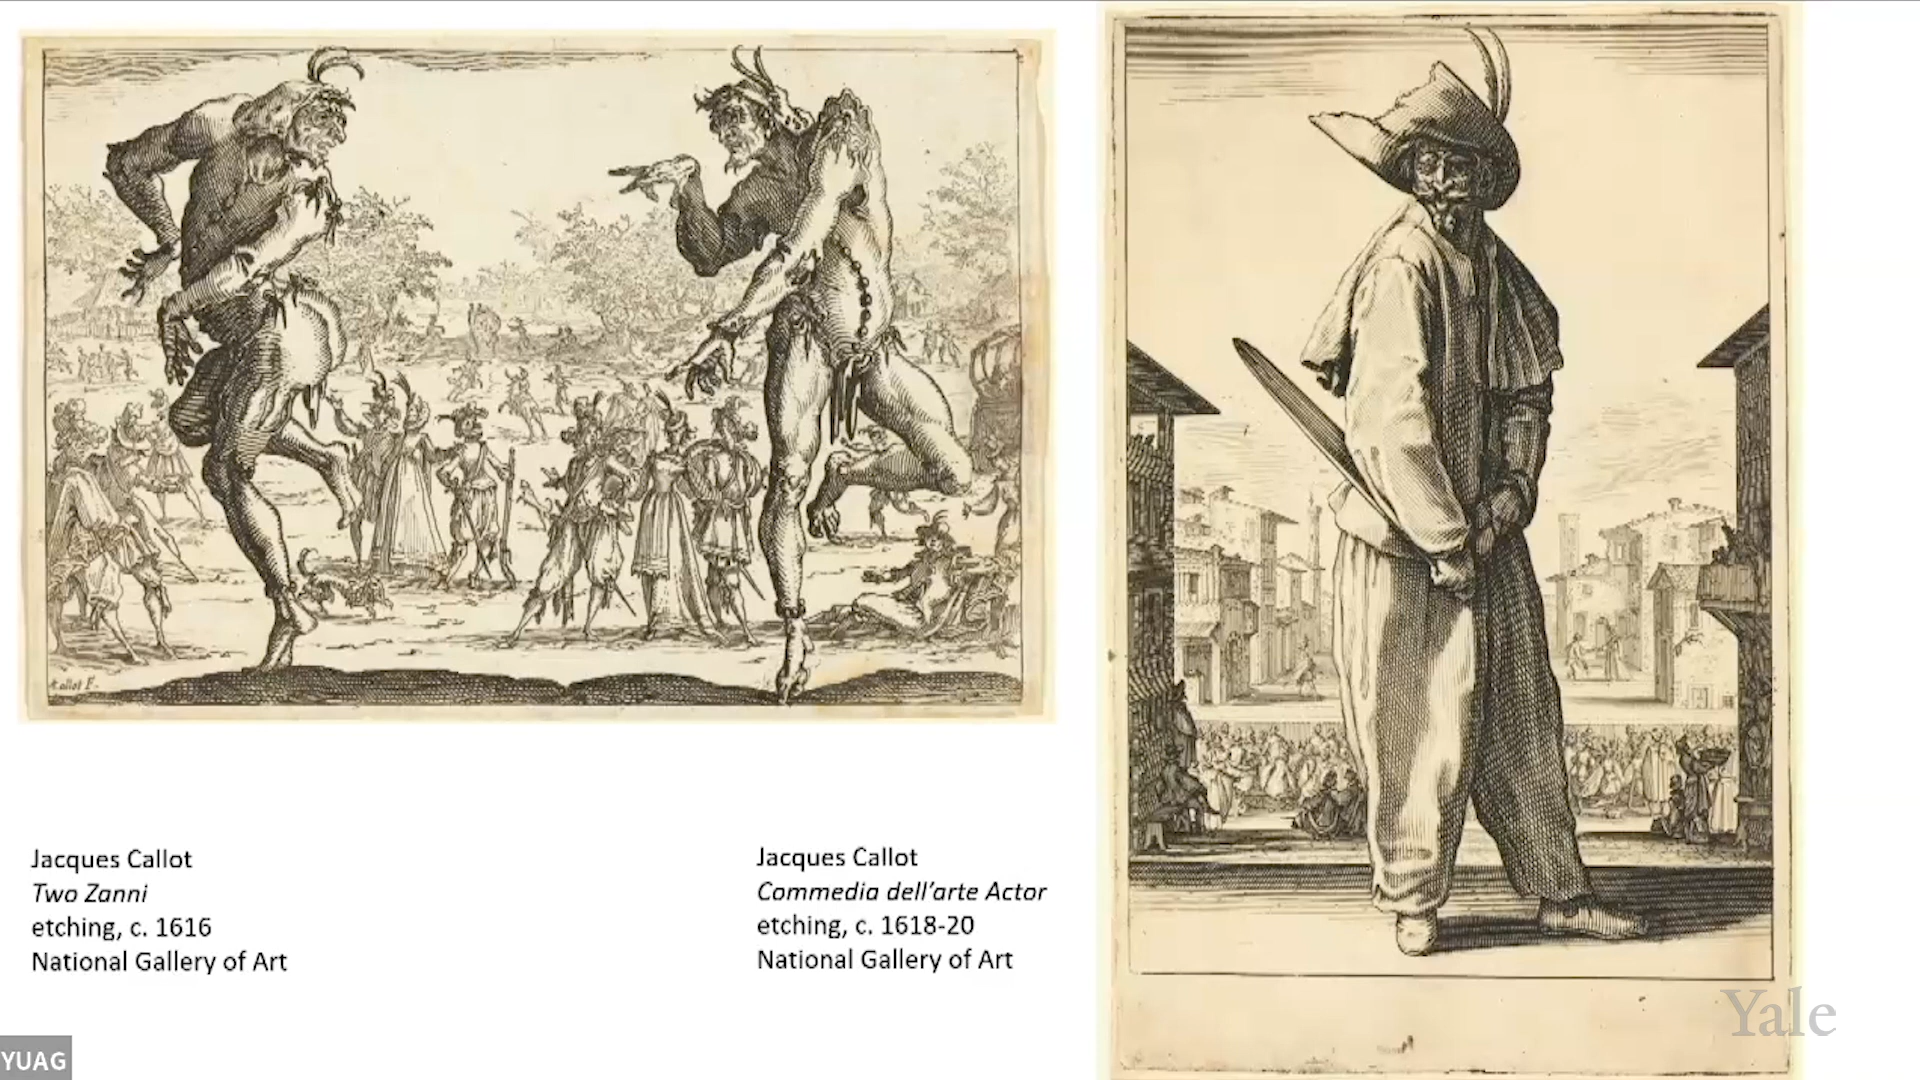 Callot F.
Jacques Callot
Two Zanni
etching, c. 1616
National Gallery of Art
Jacques Callot
Commedia dell'arte Actor
etching, c. 1618-20
National Gallery of Art
Yale
YUAG